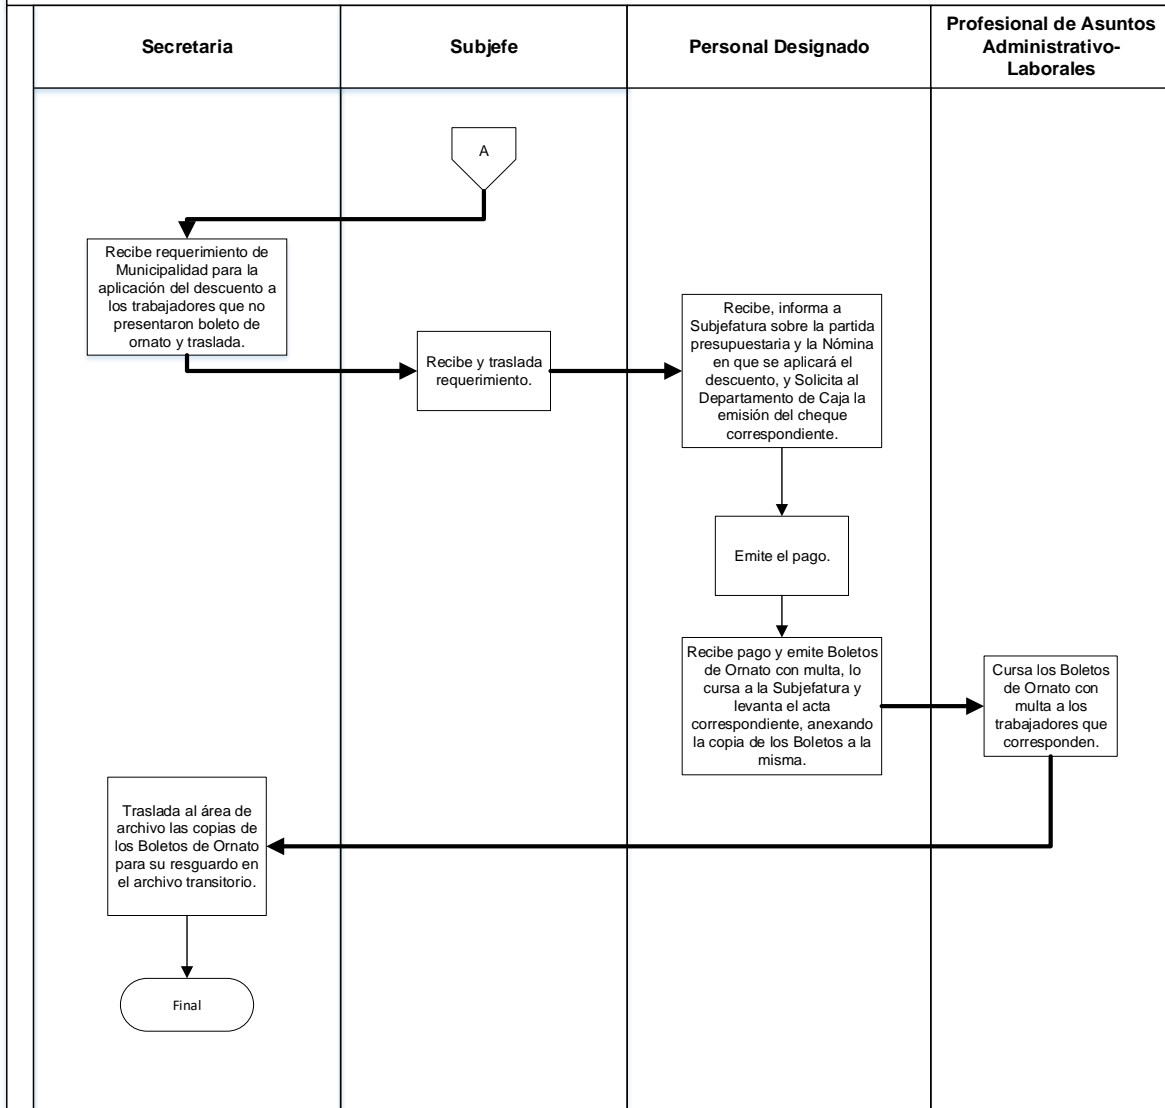 Secretaria
Subjefe
Personal Designado
Profesional de Asuntos
Administrativo-
Laborales
A
Recibe requerimiento de
Municipalidad para la
aplicación del descuento a
los trabajadores que no
presentaron boleto de
ornato y traslada.
Recibe y traslada
requerimiento.
Recibe, informa a
Subjefatura sobre la partida
presupuestaria y la Nómina
en que se aplicará el
descuento, y Solicita al
Departamento de Caja la
emisión del cheque
correspondiente.
Emite el pago.
Recibe pago y emite Boletos
de Ornato con multa, lo
cursa a la Subjefatura y
levanta el acta
correspondiente, anexando
la copia de los Boletos a la
misma.
Cursa los Boletos
de Ornato con
multa a los
trabajadores que
corresponden.
Traslada al área de
archivo las copias de
los Boletos de Ornato
para su resguardo en
el archivo transitorio.
Final